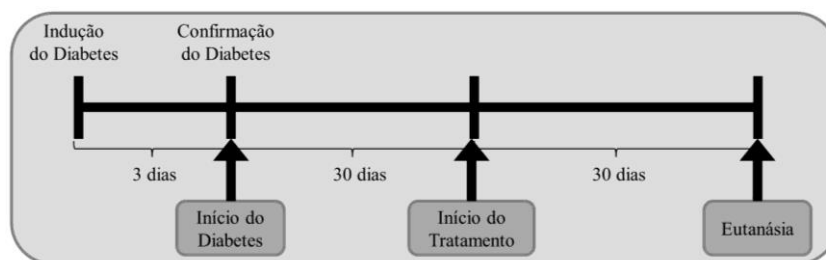 Indução
do Diabetes
Confirmação
do Diabetes
3 dias
30 dias
30 dias
Início do
Diabetes
Início do
Tratamento
Eutanásia